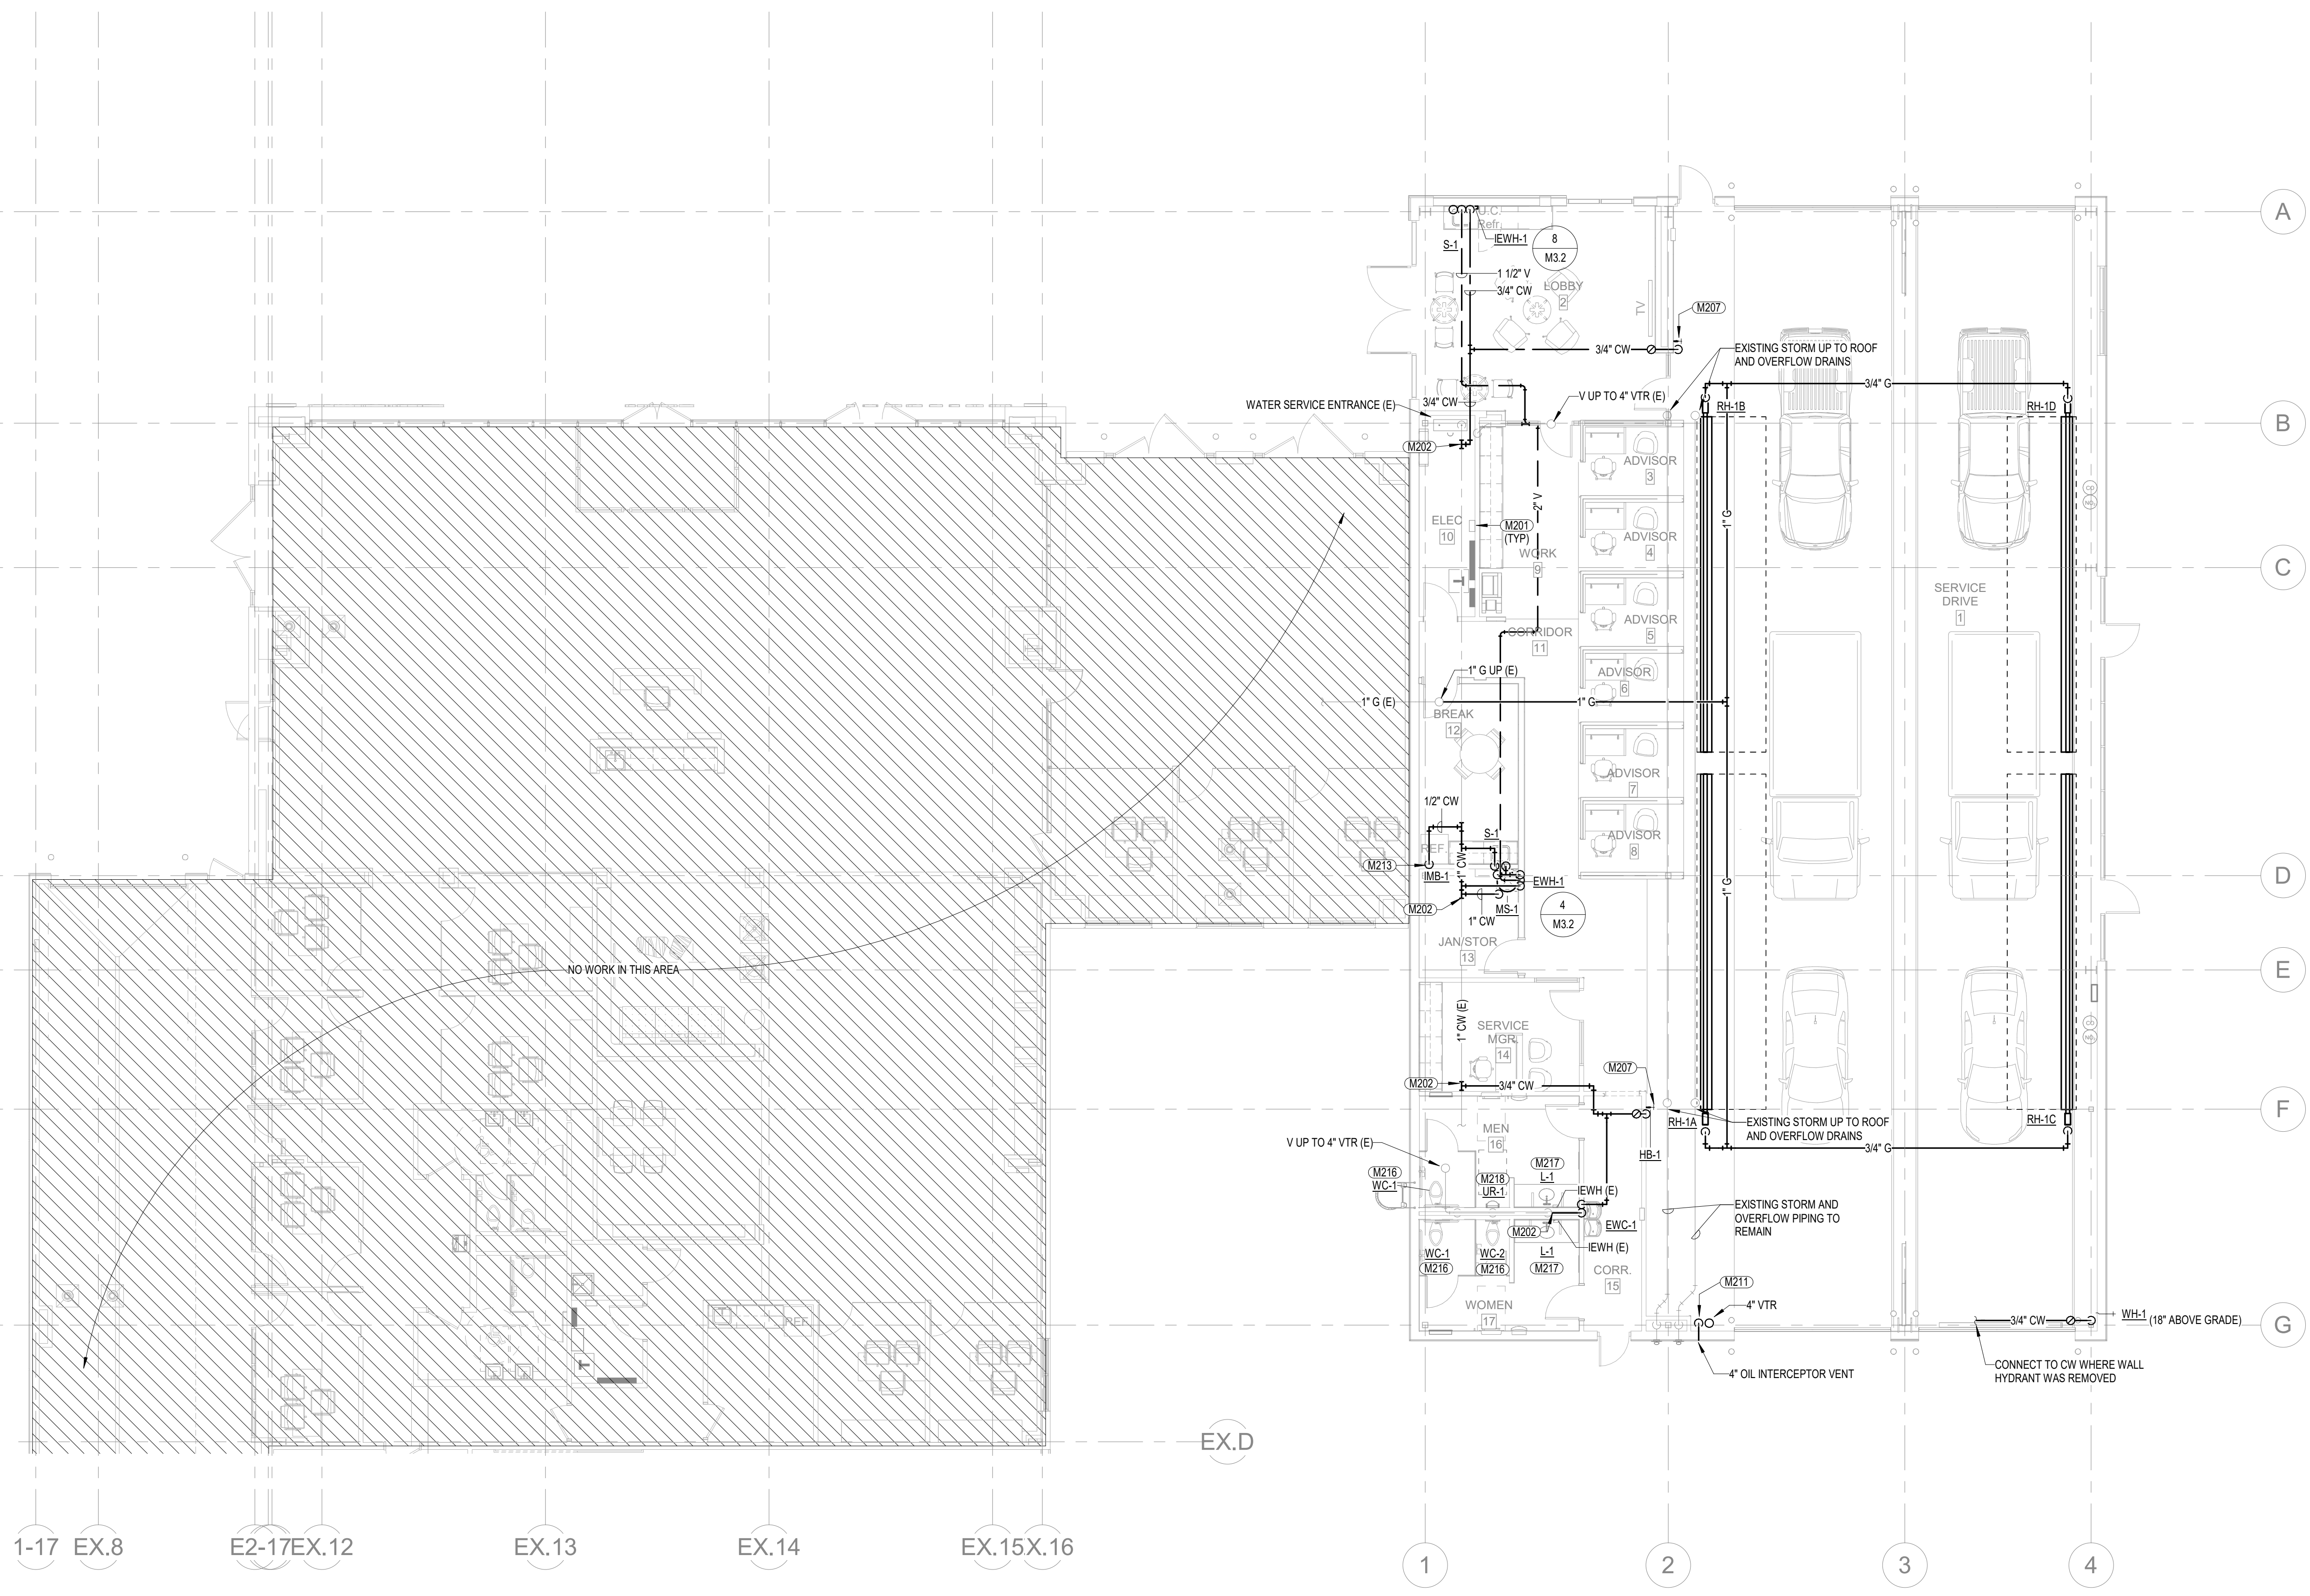 A
U.C.
Refr.
S-1
IEWH-1
8
M3.2
1 1/2" V
3/4" CW
LOBBY
2
TV
M207
3/4" CW
EXISTING STORM UP TO ROOF
AND OVERFLOW DRAINS
3/4" G
V UP TO 4" VTR (E)
3/4" CW
WATER SERVICE ENTRANCE (E)
RH-1B
RH-1D
B
M202
ADVISOR
3
CO
NO2
2" V
1" G
ELEC
10
M201
(TYP)
ADVISOR
4
WORK
9
C
SERVICE
DRIVE
1
ADVISOR
5
CORRIDOR
11
1" G UP (E)
ADVISOR
6
1" G (E)
1" G
BREAK
12
ADVISOR
7
1/2" CW
S-1
ADVISOR
8
REF.
M213
IMB-1
1" CW
EWH-1
1" G
D
M202
MS-1
1" CW
4
M3.2
JAN/STOR
13
NO WORK IN THIS AREA
E
1" CW (E)
SERVICE
MGR.
14
CO
NO2
M207
M202
3/4" CW
F
RH-1A
EXISTING STORM UP TO ROOF
AND OVERFLOW DRAINS
RH-1C
MEN
16
V UP TO 4" VTR (E)
3/4" G
HB-1
M216
WC-1
M218
UR-1
M217
L-1
IEWH (E)
EXISTING STORM AND
OVERFLOW PIPING TO
REMAIN
EWC-1
M202
IEWH (E)
WC-1
M216
WC-2
M216
L-1
M217
CORR.
15
M211
4" VTR
WOMEN
17
REF.
3/4" CW
WH-1 (18" ABOVE GRADE)
G
CONNECT TO CW WHERE WALL
HYDRANT WAS REMOVED
4" OIL INTERCEPTOR VENT
EX.D
1-17
EX.8
E2-17
EX.12
EX.13
EX.14
EX.15
X.16
1
2
3
4